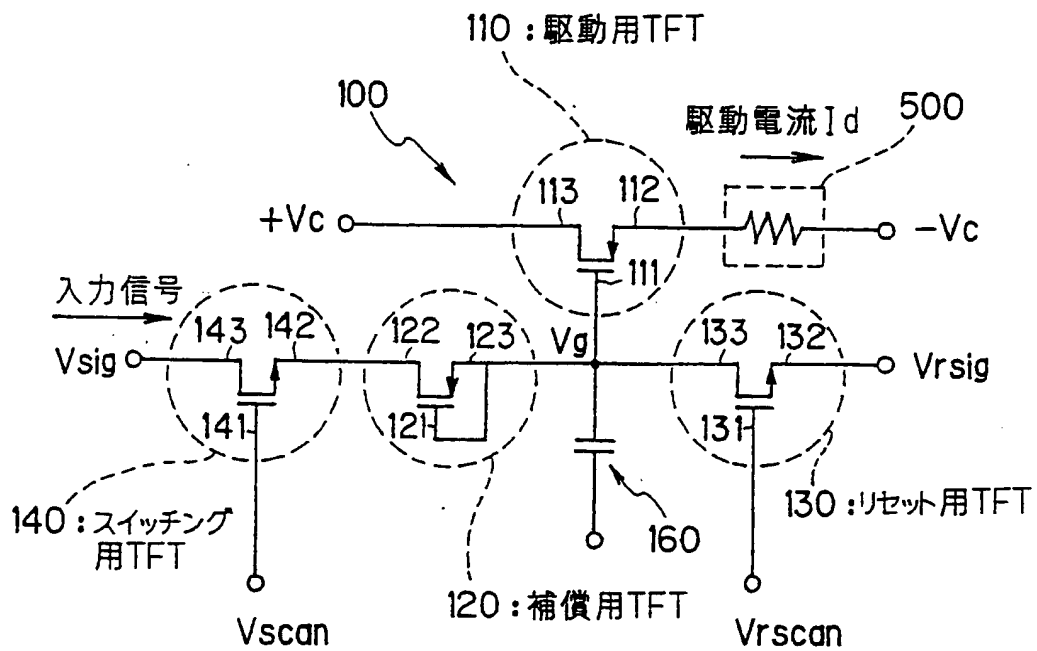 110：駆動用TFT
100
駆動電流Id
500
113
112
+Vc
-Vc
111
入力信号
143
142
122
123
Vg
133
132
Vsig
Vrsig
141
121
131
140：スイッチング
用TFT
160
130：リセット用TFT
120：補償用TFT
Vscan
Vrscan